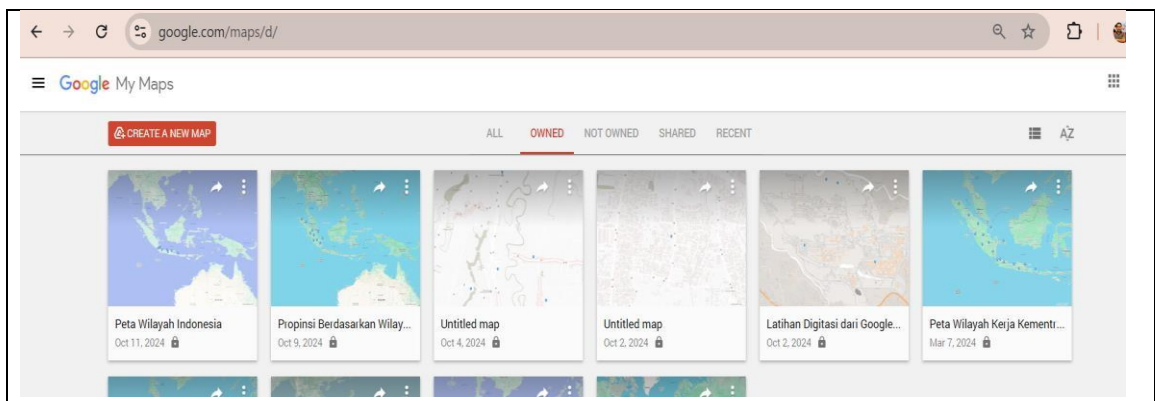 google.com/maps/d/
Google My Maps
CREATE A NEW MAP
ALL OWNED NOT OWNED SHARED RECENT
AZ
Peta Wilayah Indonesia
Oct 11, 2024
Propinsi Berdasarkan Wilay...
Oct 9, 2024
Untitled map
Oct 4, 2024
Untitled map
Oct 2, 2024
Latihan Digitasi dari Google...
Oct 2, 2024
Peta Wilayah Kerja Kementr...
Mar 7, 2024